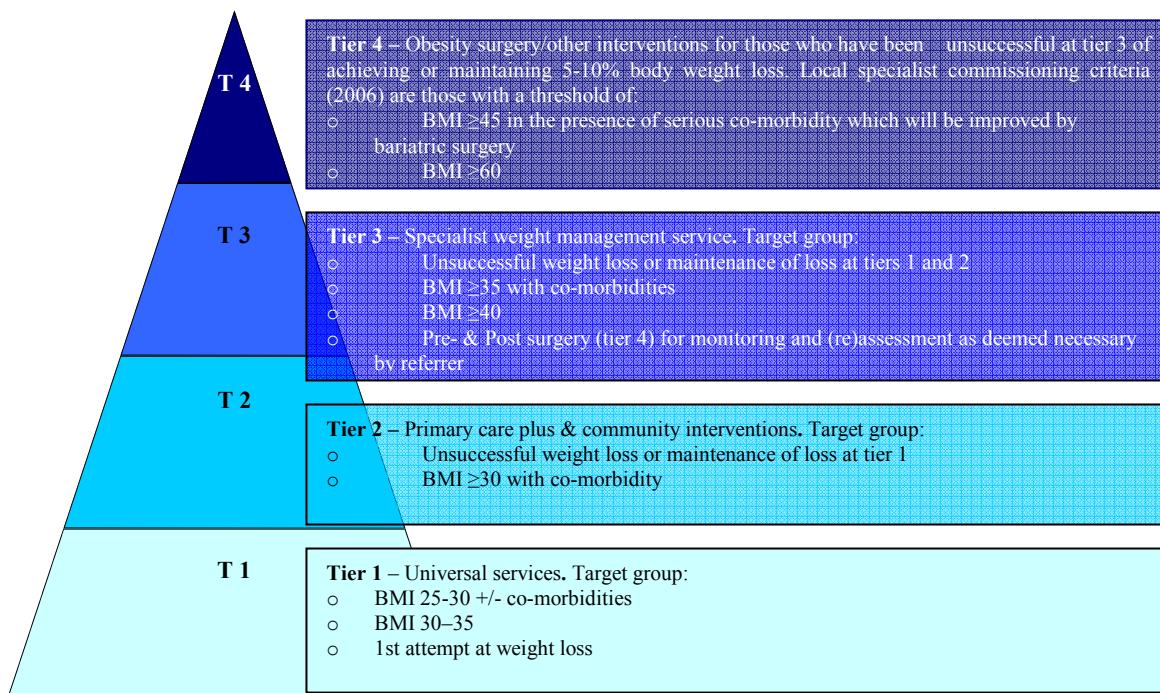 T 4
Tier 4 – Obesity surgery/other interventions for those who have been unsuccessful at tier 3 of
achieving or maintaining 5-10% body weight loss. Local specialist commissioning criteria
(2006) are those with a threshold of:
o BMI ≥45 in the presence of serious co-morbidity which will be improved by
bariatric surgery
o BMI ≥60
T 3
Tier 3 – Specialist weight management service. Target group:
o Unsuccessful weight loss or maintenance of loss at tiers 1 and 2
o BMI ≥35 with co-morbidities
o BMI ≥40
o Pre- & Post surgery (tier 4) for monitoring and (re)assessment as deemed necessary
by referrer
T 2
Tier 2 – Primary care plus & community interventions. Target group:
o Unsuccessful weight loss or maintenance of loss at tier 1
o BMI ≥30 with co-morbidity
T 1
Tier 1 – Universal services. Target group:
o BMI 25-30 +/- co-morbidities
o BMI 30–35
o 1st attempt at weight loss